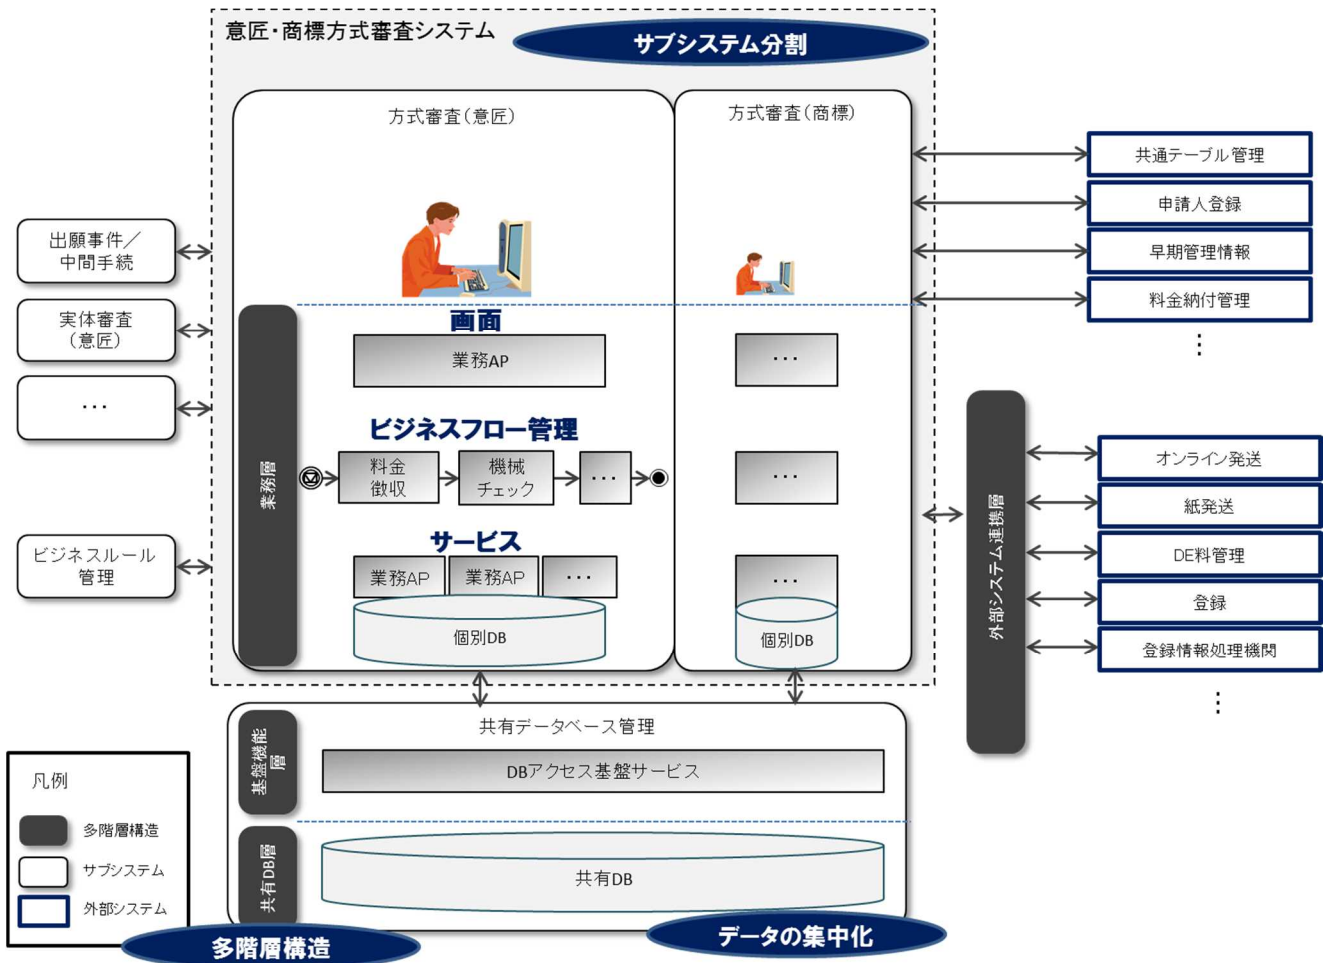 意匠・商標方式審査システム
サブシステム分割
方式審査(意匠)
方式審査(商標)
出願事件／
中間手続
実体審査
(意匠)
・・・
ビジネスルール
管理
業務層
画面
業務AP
ビジネスフロー管理
料金
徴収
機械
チェック
・・・
サービス
業務AP
業務AP
・・・
個別DB
・・・
・・・
・・・
個別DB
共通テーブル管理
申請人登録
早期管理情報
料金納付管理
⋮
外部システム連携層
オンライン発送
紙発送
DE料管理
登録
登録情報処理機関
⋮
共有データベース管理
基盤機能
層
DBアクセス基盤サービス
共有DB層
共有DB
多階層構造
データの集中化
凡例
多階層構造
サブシステム
外部システム